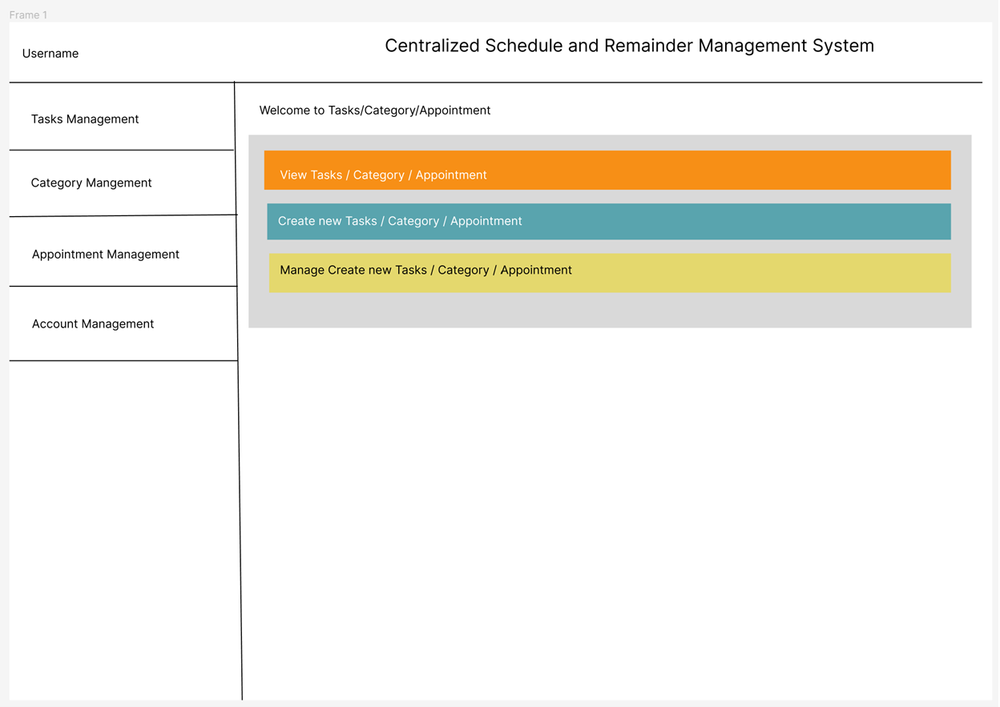 Frame 1
Username
Centralized Schedule and Remainder Management System
Tasks Management
Category Mangement
Appointment Management
Account Management
Welcome to Tasks/Category/Appointment
View Tasks / Category / Appointment
Create new Tasks / Category / Appointment
Manage Create new Tasks / Category / Appointment